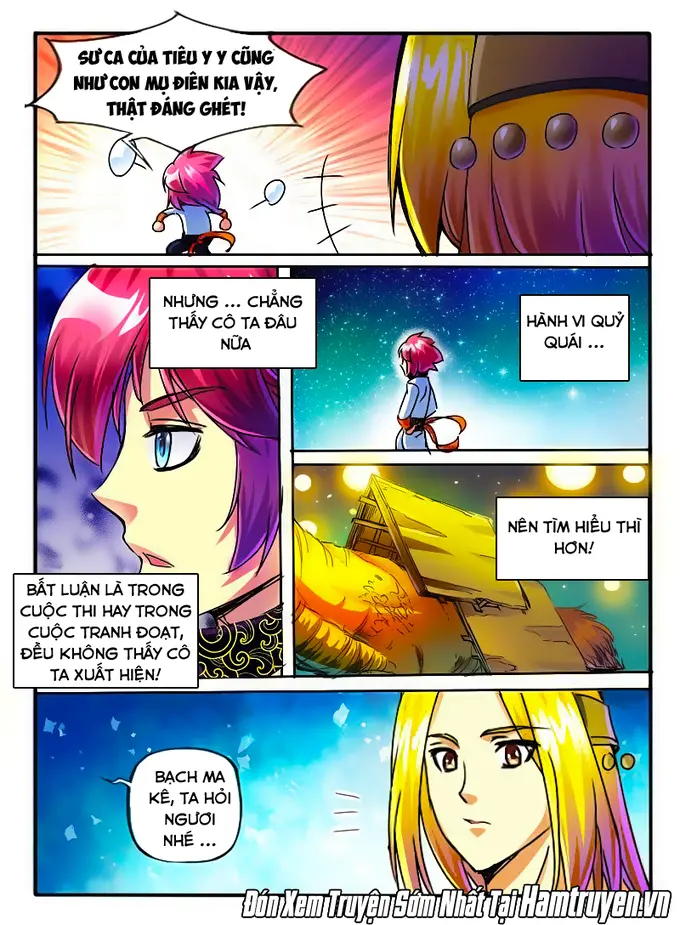 SƯ CA CỦA TIÊU Y Y CŨNG
NHƯ CON MỤ ĐIÊN KIA VẬY,
THẬT ĐÁNG GHÉT!
NHƯNG ... CHẲNG
THẤY CÔ TA ĐÂU
NỮA
HÀNH VI QUỶ
QUÁI ...
BẤT LUẬN LÀ TRONG
CUỘC THI HAY TRONG
CUỘC TRANH ĐOẠT,
ĐỀU KHÔNG THẤY CÔ
TA XUẤT HIỆN!
NÊN TÌM HIỂU THÌ
HƠN!
BẠCH MA
KÊ, TA HỎI
NGƯƠI
NHÉ ...
Đón Xem Truyện Sớm Nhất Tại Hamtruyen.vn